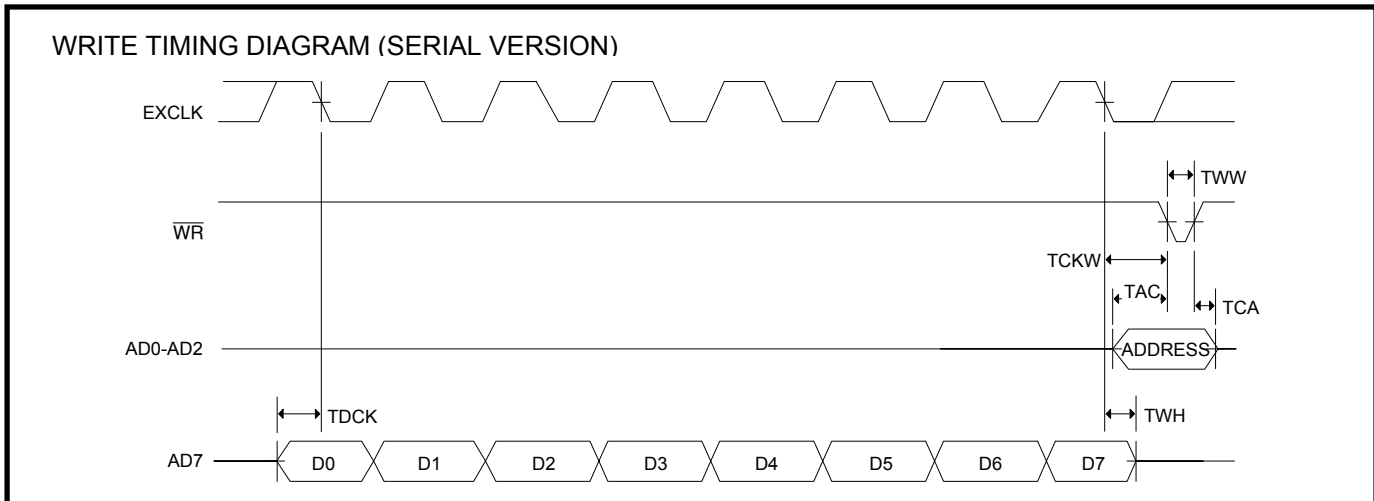 WRITE TIMING DIAGRAM (SERIAL VERSION)
EXCLK
TWW
WR
TCKW
TAC
TCA
AD0-AD2
ADDRESS
TDCK
TWH
AD7
D0 D1 D2 D3 D4 D5 D6 D7